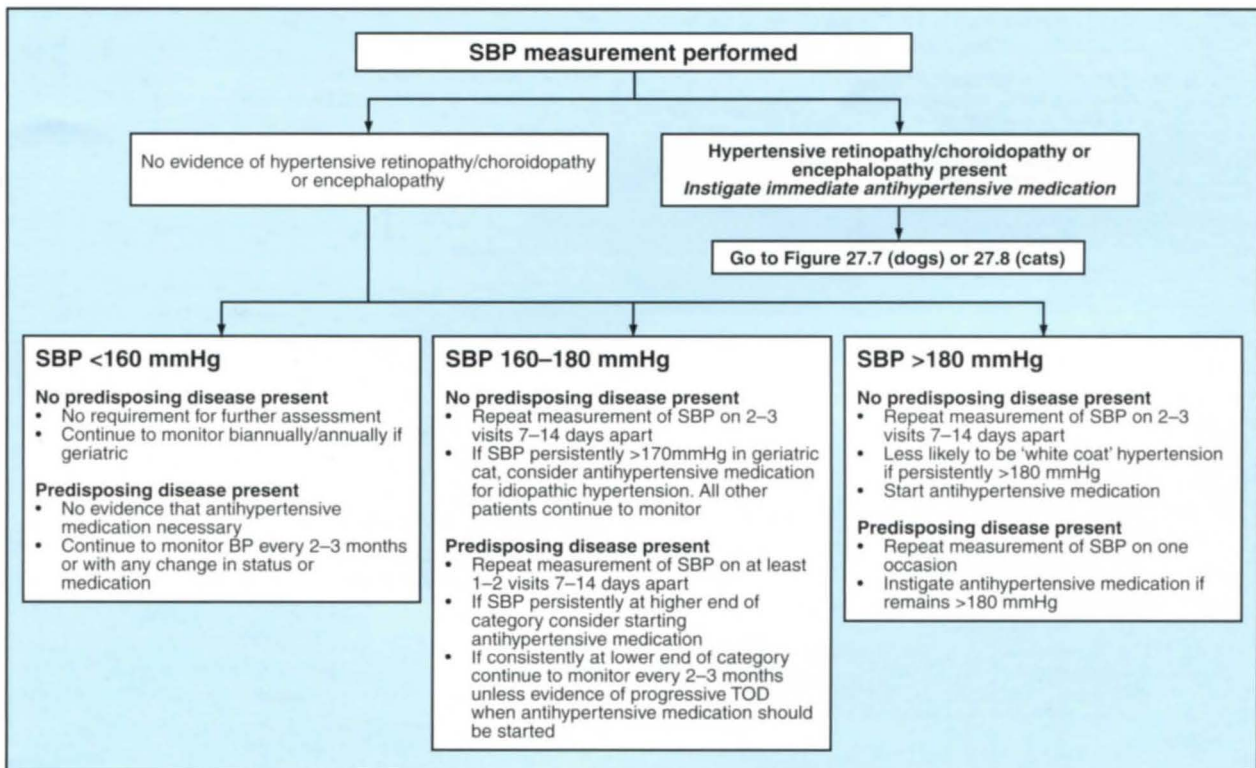 SBP measurement performed
No evidence of hypertensive retinopathy/choroidopathy
or encephalopathy
Hypertensive retinopathy/choroidopathy or
encephalopathy present
Instigate immediate antihypertensive medication
Go to Figure 27.7 (dogs) or 27.8 (cats)
SBP <160 mmHg
No predisposing disease present
• No requirement for further assessment
• Continue to monitor biannually/annually if
geriatric
Predisposing disease present
• No evidence that antihypertensive
medication necessary
• Continue to monitor BP every 2–3 months
or with any change in status or
medication
SBP 160–180 mmHg
No predisposing disease present
• Repeat measurement of SBP on 2–3
visits 7–14 days apart
• If SBP persistently >170mmHg in geriatric
cat, consider antihypertensive medication
for idiopathic hypertension. All other
patients continue to monitor
Predisposing disease present
• Repeat measurement of SBP on at least
1–2 visits 7–14 days apart
• If SBP persistently at higher end of
category consider starting
antihypertensive medication
• If consistently at lower end of category
continue to monitor every 2–3 months
unless evidence of progressive TOD
when antihypertensive medication should
be started
SBP >180 mmHg
No predisposing disease present
• Repeat measurement of SBP on 2–3
visits 7–14 days apart
• Less likely to be 'white coat' hypertension
if persistently >180 mmHg
• Start antihypertensive medication
Predisposing disease present
• Repeat measurement of SBP on one
occasion
• Instigate antihypertensive medication if
remains >180 mmHg